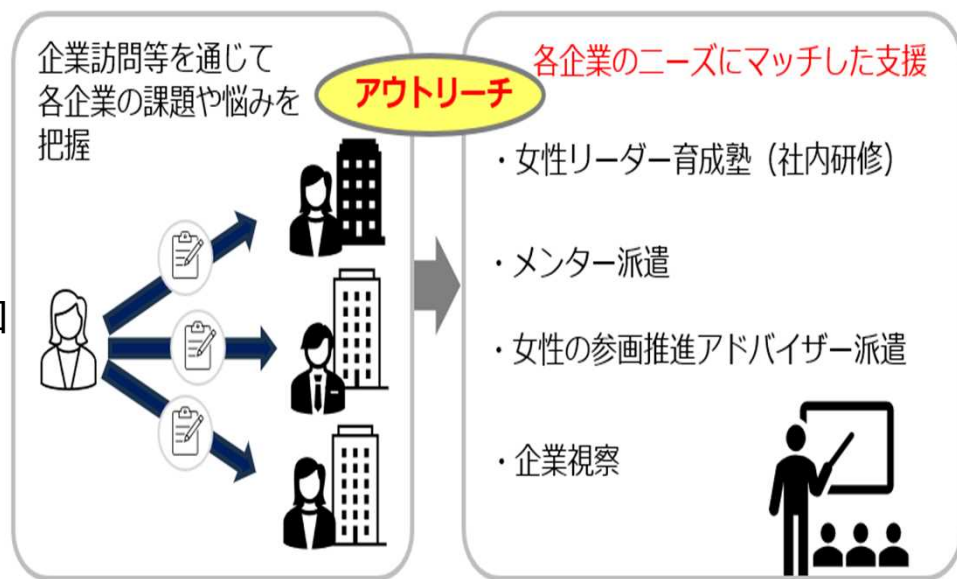 企業訪問等を通じて
各企業の課題や悩みを
把握
アウトリーチ
各企業のニーズにマッチした支援
・女性リーダー育成塾（社内研修）
・メンター派遣
・女性の参画推進アドバイザー派遣
・企業視察